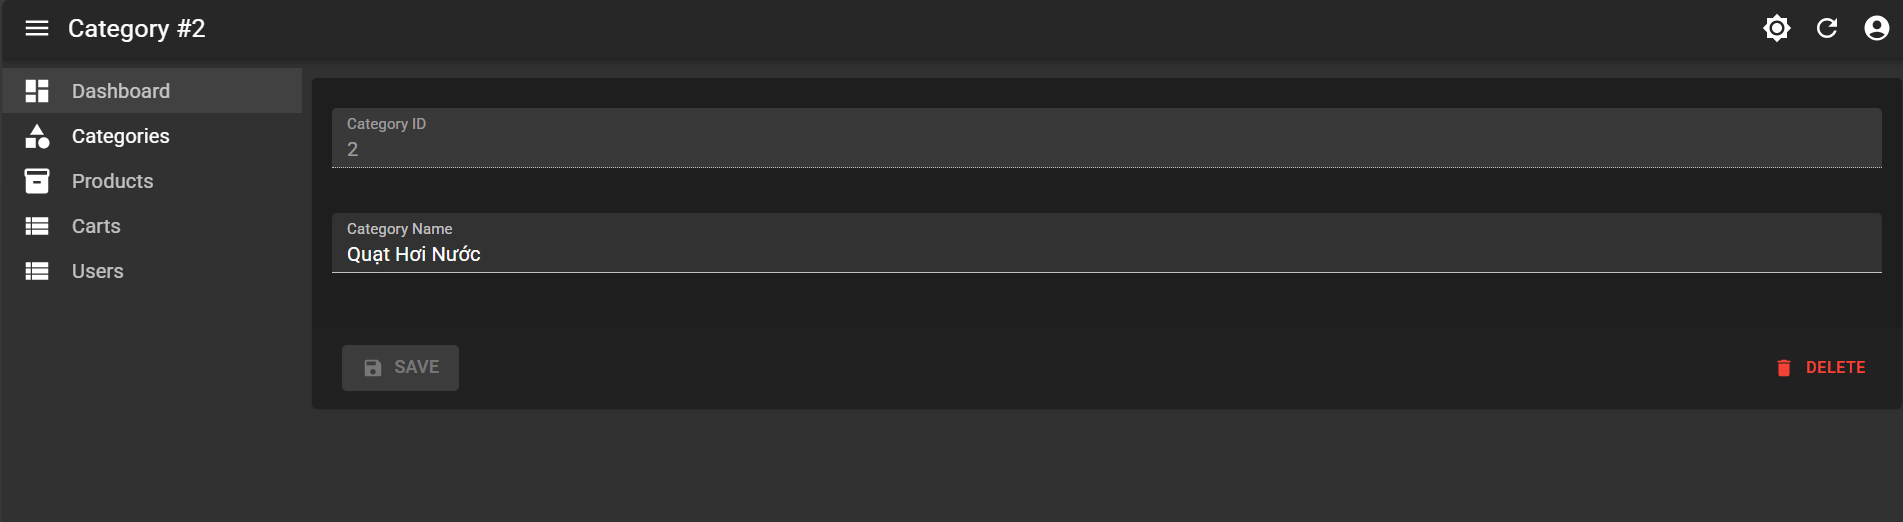 Category #2
Dashboard
Categories
Products
Carts
Users
Category ID
2
Category Name
Quạt Hơi Nước
SAVE
DELETE